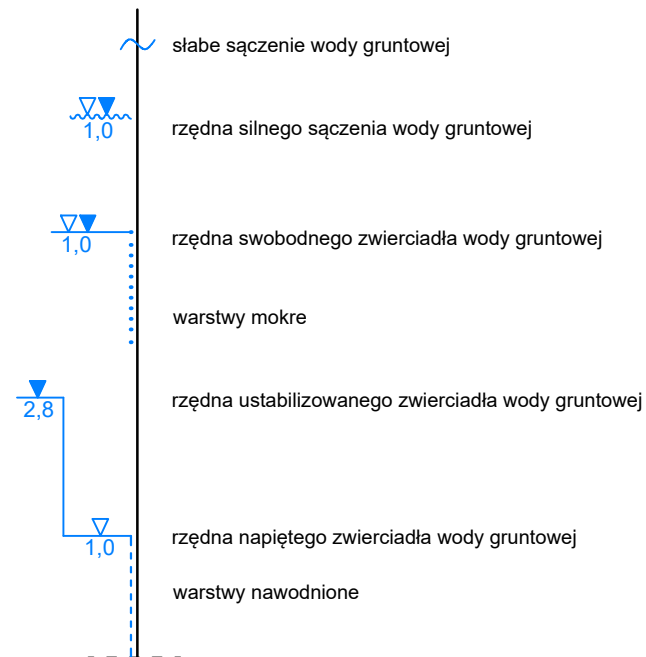 słabe sączenie wody gruntowej
1,0
rzędna silnego sączenia wody gruntowej
1,0
rzędna swobodnego zwierciadła wody gruntowej
warstwy mokre
2,8
rzędna ustabilizowanego zwierciadła wody gruntowej
1,0
rzędna napiętego zwierciadła wody gruntowej
warstwy nawodnione